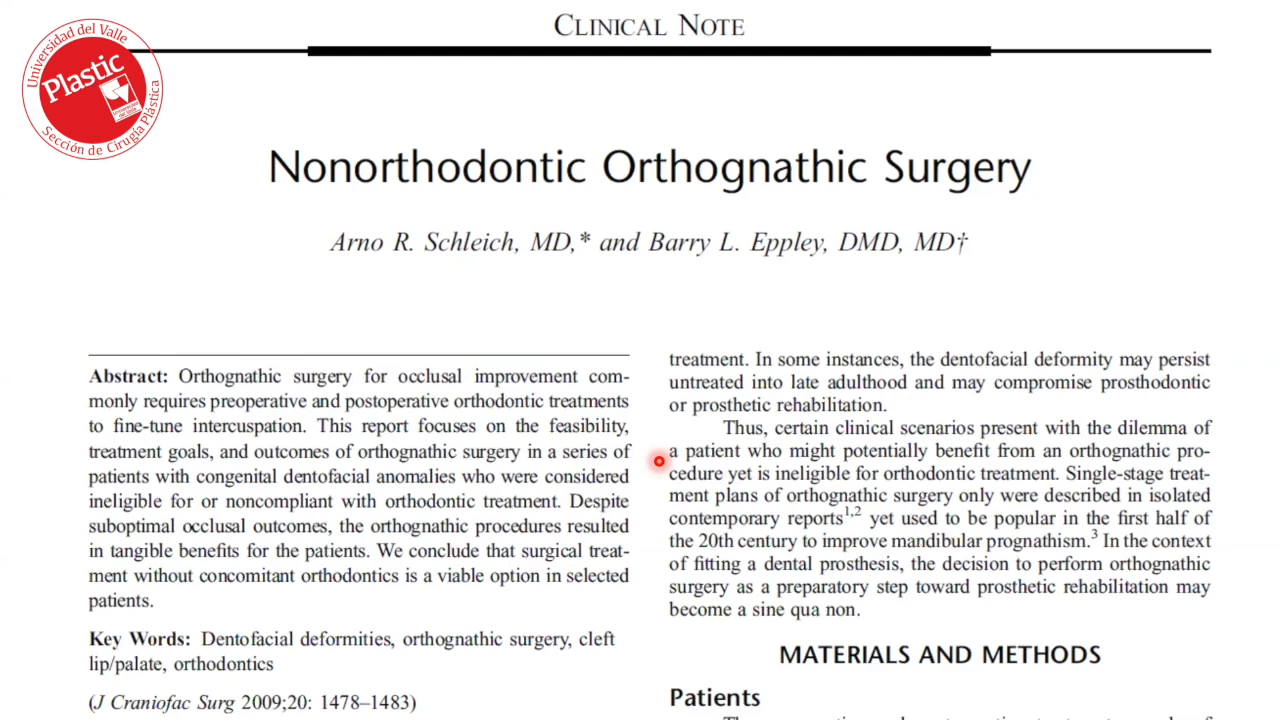 CLINICAL NOTE
Universidad del Valle
Plastic
Sección de Cirugía Plástica
Nonorthodontic Orthognathic Surgery
Arno R. Schleich, MD,* and Barry L. Eppley, DMD, MD†
Abstract: Orthognathic surgery for occlusal improvement com-
monly requires preoperative and postoperative orthodontic treatments
to fine-tune intercuspation. This report focuses on the feasibility,
treatment goals, and outcomes of orthognathic surgery in a series of
patients with congenital dentofacial anomalies who were considered
ineligible for or noncompliant with orthodontic treatment. Despite
suboptimal occlusal outcomes, the orthognathic procedures resulted
in tangible benefits for the patients. We conclude that surgical treat-
ment without concomitant orthodontics is a viable option in selected
patients.
Key Words: Dentofacial deformities, orthognathic surgery, cleft
lip/palate, orthodontics
(J Craniofac Surg 2009;20: 1478–1483)
treatment. In some instances, the dentofacial deformity may persist
untreated into late adulthood and may compromise prosthodontic
or prosthetic rehabilitation.
Thus, certain clinical scenarios present with the dilemma of
a patient who might potentially benefit from an orthognathic pro-
cedure yet is ineligible for orthodontic treatment. Single-stage treat-
ment plans of orthognathic surgery only were described in isolated
contemporary reports1,2 yet used to be popular in the first half of
the 20th century to improve mandibular prognathism.3 In the context
of fitting a dental prosthesis, the decision to perform orthognathic
surgery as a preparatory step toward prosthetic rehabilitation may
become a sine qua non.
MATERIALS AND METHODS
Patients